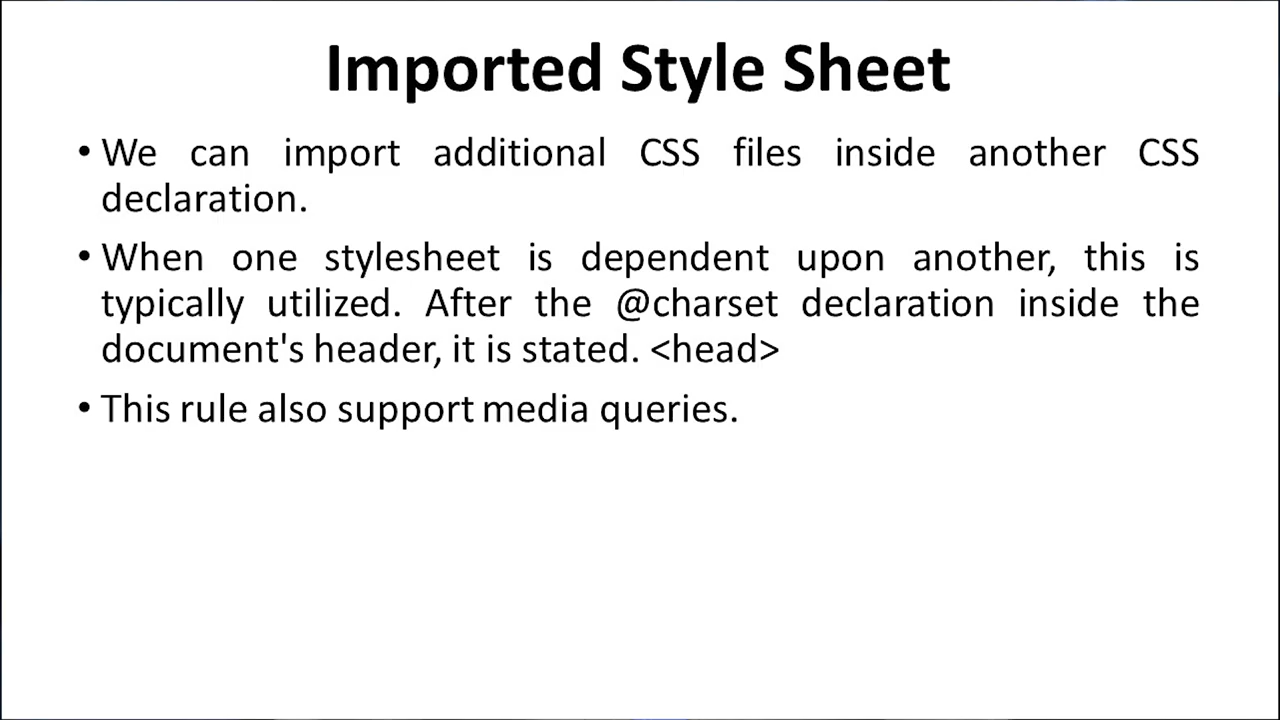 Imported Style Sheet
• We can import additional CSS files inside another CSS
declaration.
• When one stylesheet is dependent upon another, this is
typically utilized. After the @charset declaration inside the
document's header, it is stated. <head>
• This rule also support media queries.